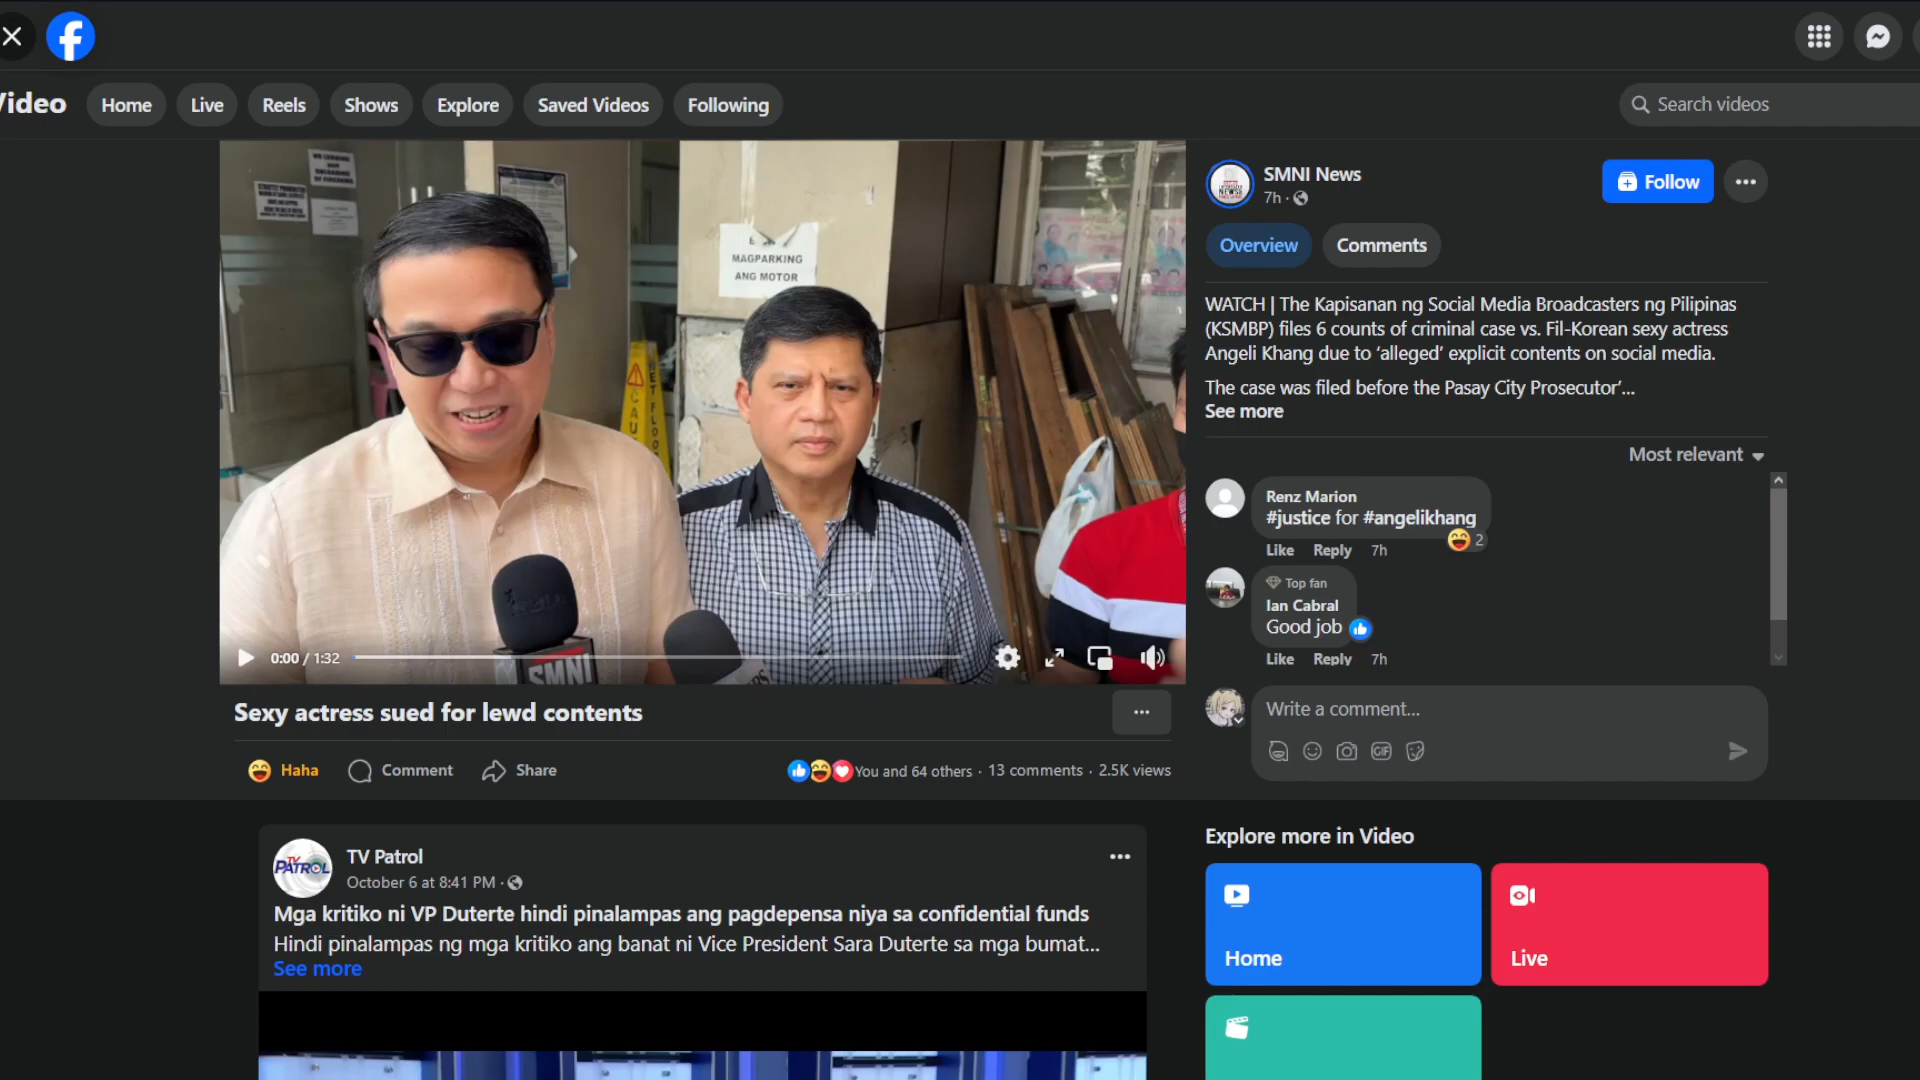 Video
Home
Live
Reels
Shows
Explore
Saved Videos
Following
Search videos
MAGPARKING
ANG MOTOR
CAU
WET FLOO
SMNI
0:00 / 1:32
SMNI News
7h ·
Follow
Overview
Comments
WATCH | The Kapisanan ng Social Media Broadcasters ng Pilipinas
(KSMBP) files 6 counts of criminal case vs. Fil-Korean sexy actress
Angeli Khang due to ‘alleged’ explicit contents on social media.
The case was filed before the Pasay City Prosecutor’...
See more
Most relevant
Renz Marion
#justice for #angelikhang
2
Like Reply 7h
Top fan
Ian Cabral
Good job
Like Reply 7h
Write a comment...
GIF
Sexy actress sued for lewd contents
Haha
Comment
Share
You and 64 others · 13 comments · 2.5K views
TV PATROL
TV Patrol
October 6 at 8:41 PM ·
Mga kritiko ni VP Duterte hindi pinalampas ang pagdepensa niya sa confidential funds
Hindi pinalampas ng mga kritiko ang banat ni Vice President Sara Duterte sa mga bumat...
See more
Explore more in Video
Home
Live